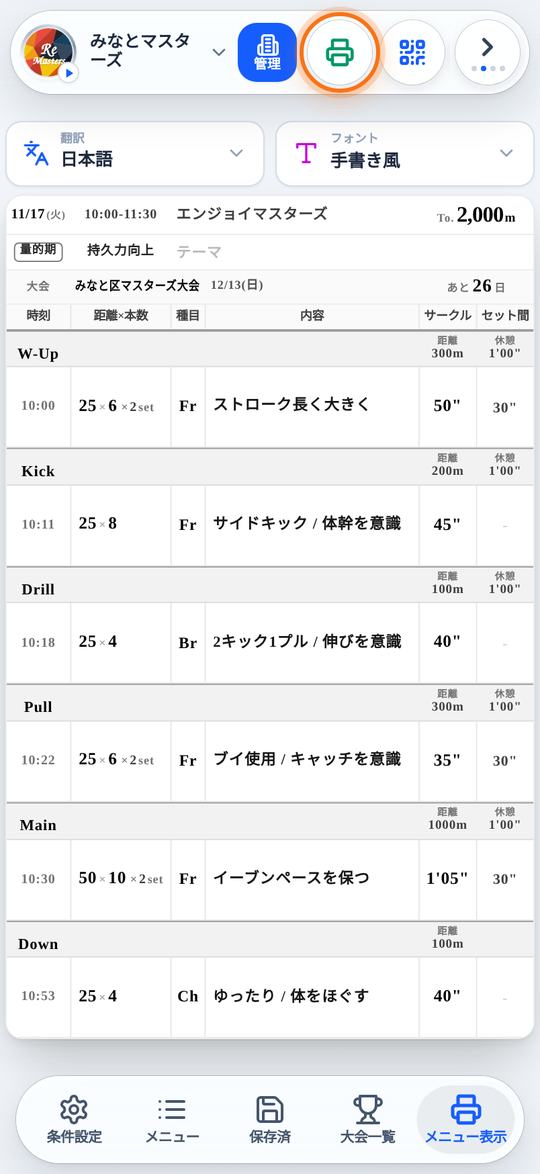 Re
Masters
みなとマスターズ
管理
翻訳
日本語
フォント
手書き風
11/17(火) 10:00-11:30 エンジョイマスターズ To. 2,000m
量的期 持久力向上 テーマ
大会 みなと区マスターズ大会 12/13(日) あと 26 日
時刻 距離×本数 種目 内容 サークル セット間
W-Up 距離 300m 休憩 1'00"
10:00 25×6 ×2set Fr ストローク長く大きく 50" 30"
Kick 距離 200m 休憩 1'00"
10:11 25×8 Fr サイドキック / 体幹を意識 45" -
Drill 距離 100m 休憩 1'00"
10:18 25×4 Br 2キック1プル / 伸びを意識 40" -
Pull 距離 300m 休憩 1'00"
10:22 25×6 ×2set Fr ブイ使用 / キャッチを意識 35" 30"
Main 距離 1000m 休憩 1'00"
10:30 50×10 ×2set Fr イーブンペースを保つ 1'05" 30"
Down 距離 100m
10:53 25×4 Ch ゆったり / 体をほぐす 40" -
条件設定 メニュー 保存済 大会一覧 メニュー表示